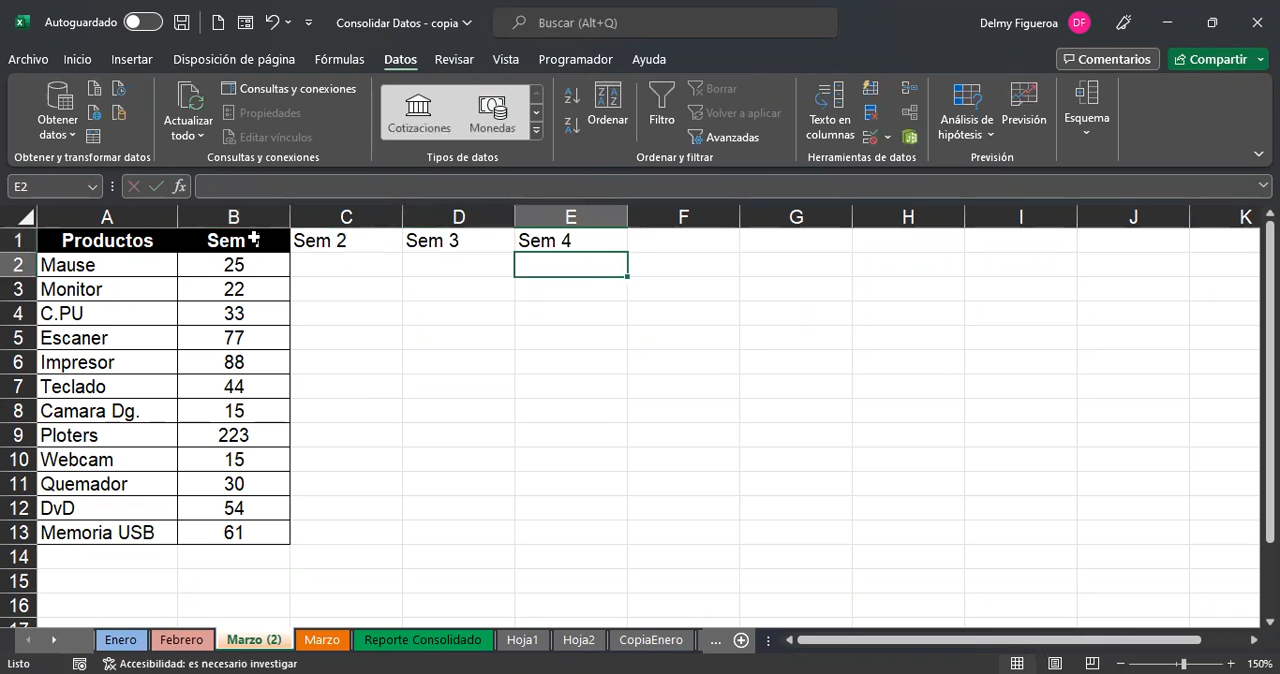 Autoguardado
Consolidar Datos - copia
Buscar (Alt+Q)
Delmy Figueroa
DF
Archivo Inicio Insertar Disposición de página Fórmulas Datos Revisar Vista Programador Ayuda
Comentarios
Compartir
Obtener datos
Obtener y transformar datos
Actualizar todo
Consultas y conexiones
Propiedades
Editar vínculos
Consultas y conexiones
Cotizaciones
Monedas
Tipos de datos
Ordenar
Filtro
Borrar
Volver a aplicar
Avanzadas
Ordenar y filtrar
Texto en columnas
Herramientas de datos
Análisis de hipótesis
Previsión
Previsión
Esquema
E2
fx
A B C D E F G H I J K
1 Productos Sem Sem 2 Sem 3 Sem 4
2 Mause 25
3 Monitor 22
4 C.PU 33
5 Escaner 77
6 Impresor 88
7 Teclado 44
8 Camara Dg. 15
9 Ploters 223
10 Webcam 15
11 Quemador 30
12 DvD 54
13 Memoria USB 61
14
15
16
Enero Febrero Marzo (2) Marzo Reporte Consolidado Hoja1 Hoja2 CopiaEnero ...
Listo
Accesibilidad: es necesario investigar
150%